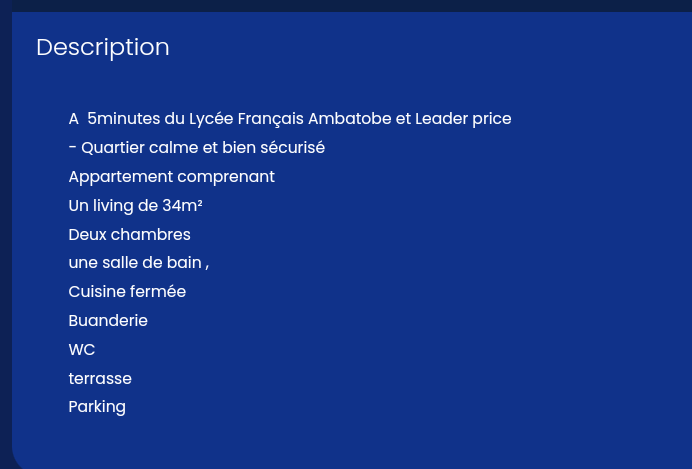 Description
A  5minutes du Lycée Français Ambatobe et Leader price
- Quartier calme et bien sécurisé
Appartement comprenant
Un living de 34m²
Deux chambres
une salle de bain ,
Cuisine fermée
Buanderie
WC
terrasse
Parking